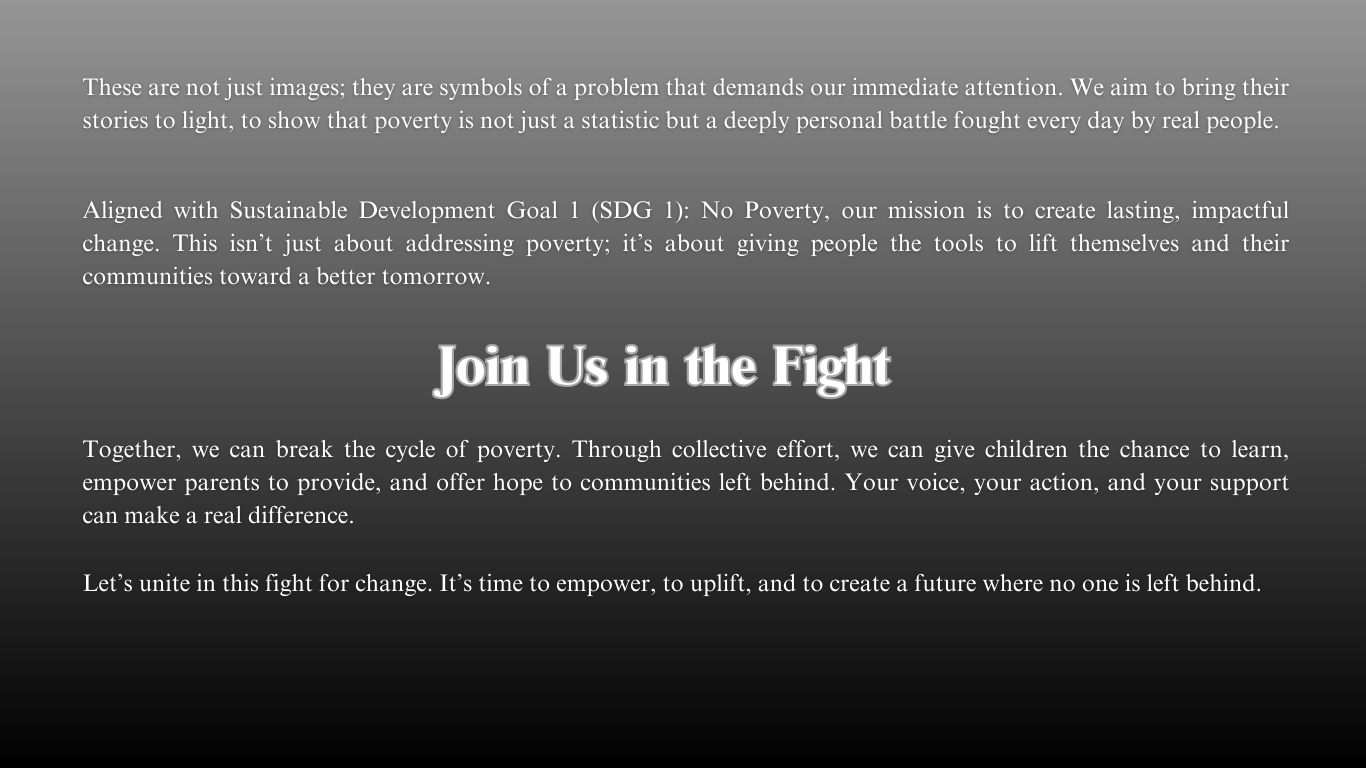 These are not just images; they are symbols of a problem that demands our immediate attention. We aim to bring their
stories to light, to show that poverty is not just a statistic but a deeply personal battle fought every day by real people.
Aligned with Sustainable Development Goal 1 (SDG 1): No Poverty, our mission is to create lasting, impactful
change. This isn’t just about addressing poverty; it’s about giving people the tools to lift themselves and their
communities toward a better tomorrow.
Join Us in the Fight
Together, we can break the cycle of poverty. Through collective effort, we can give children the chance to learn,
empower parents to provide, and offer hope to communities left behind. Your voice, your action, and your support
can make a real difference.
Let’s unite in this fight for change. It’s time to empower, to uplift, and to create a future where no one is left behind.